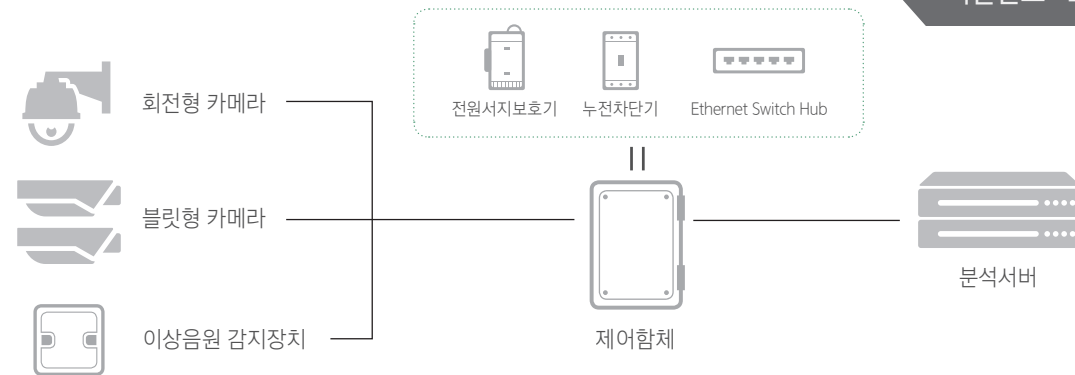 전원서지보호기 누전차단기 Ethernet Switch Hub
회전형 카메라
블릿형 카메라
이상음원 감지장치
제어함체
분석서버